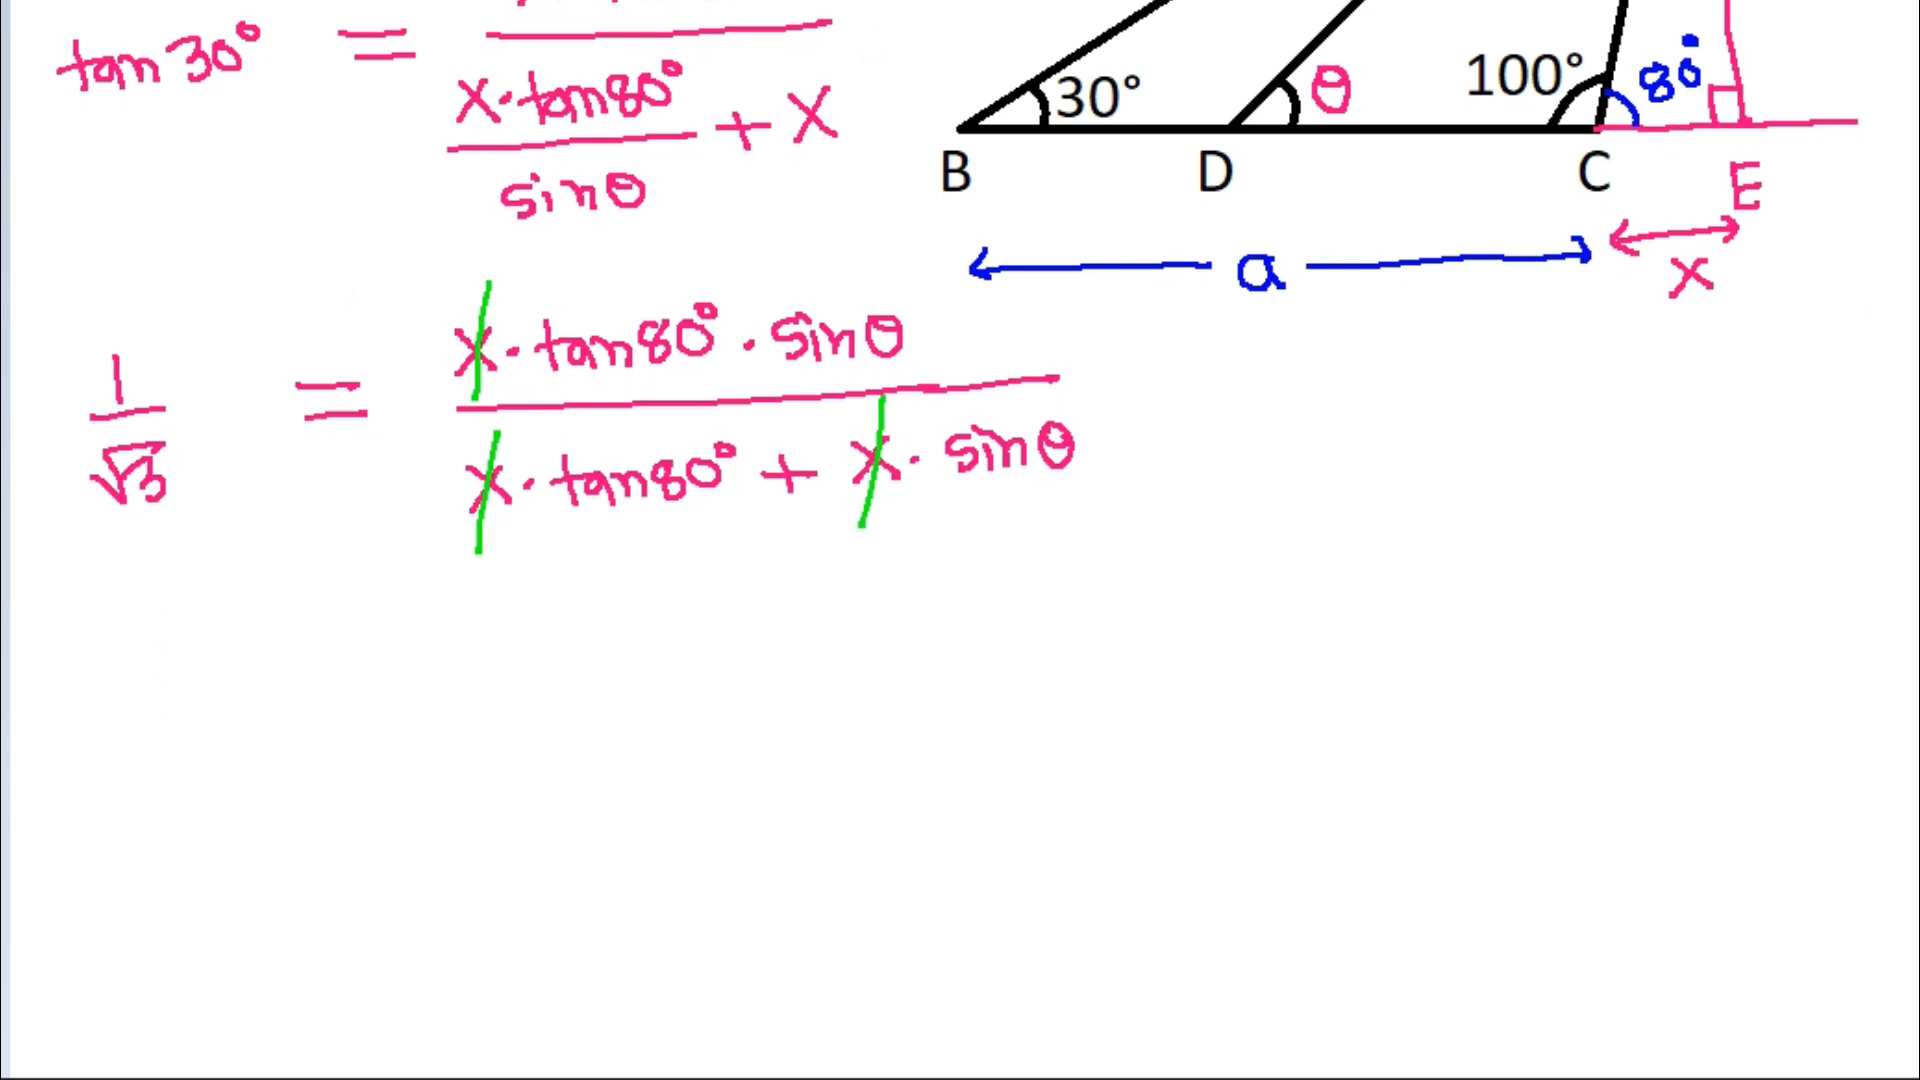 tan 30° =
x·tan80° / sinθ + x
1/√3 = x·tan80°·sinθ / x·tan80° + x·sinθ
30° θ 100° 80°
B D C E
a x